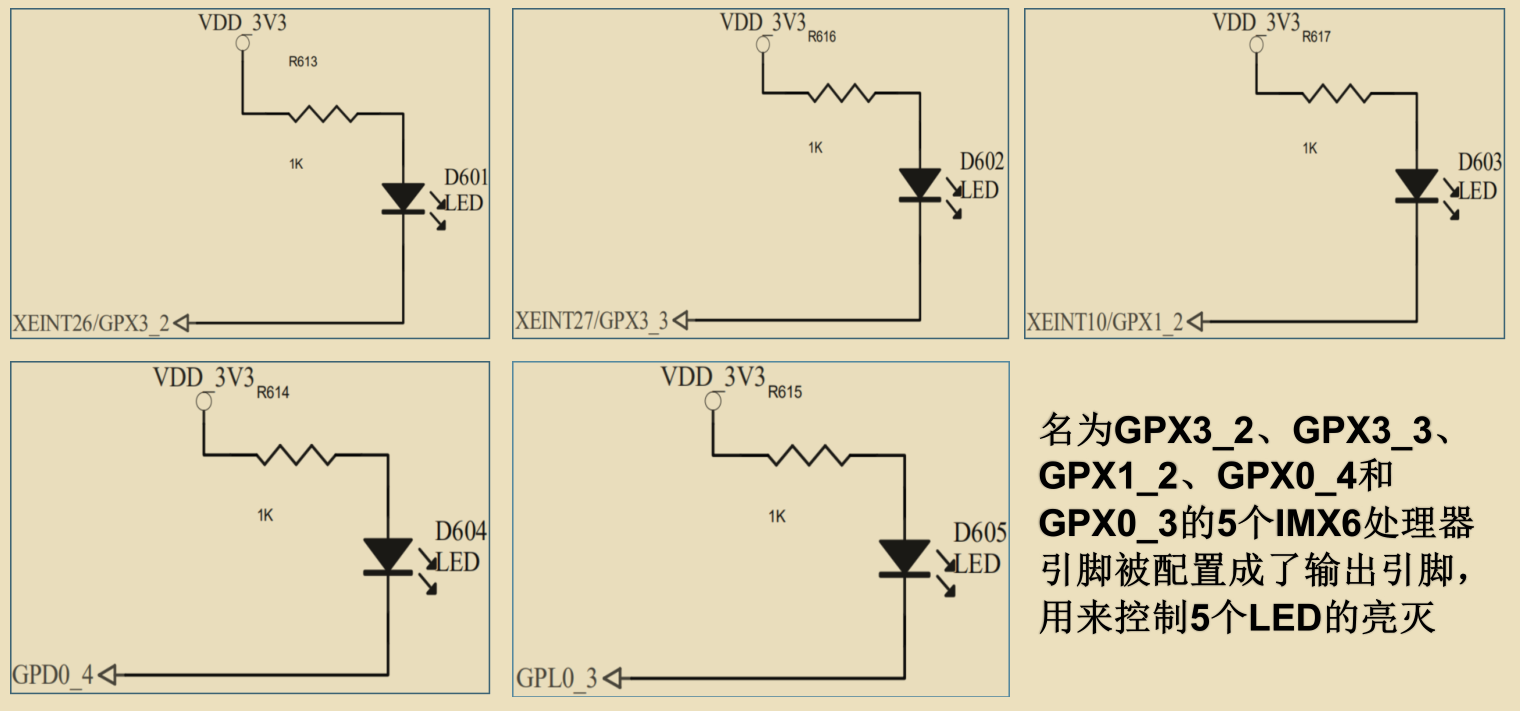 VDD_3V3
R613
1K
D601
LED
XEINT26/GPX3_2
VDD_3V3
R616
1K
D602
LED
XEINT27/GPX3_3
VDD_3V3
R617
1K
D603
LED
XEINT10/GPX1_2
VDD_3V3
R614
1K
D604
LED
GPD0_4
VDD_3V3
R615
1K
D605
LED
GPL0_3
名为GPX3_2、GPX3_3、
GPX1_2、GPX0_4和
GPX0_3的5个IMX6处理器
引脚被配置成了输出引脚，
用来控制5个LED的亮灭